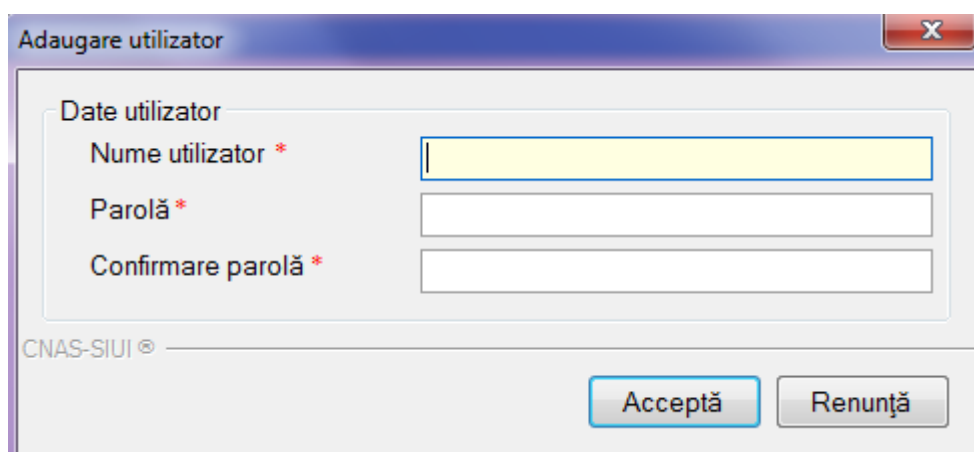 Adaugare utilizator
Date utilizator
Nume utilizator *
Parolă *
Confirmare parolă *
CNAS-SIUI ®
Acceptă Renunţă